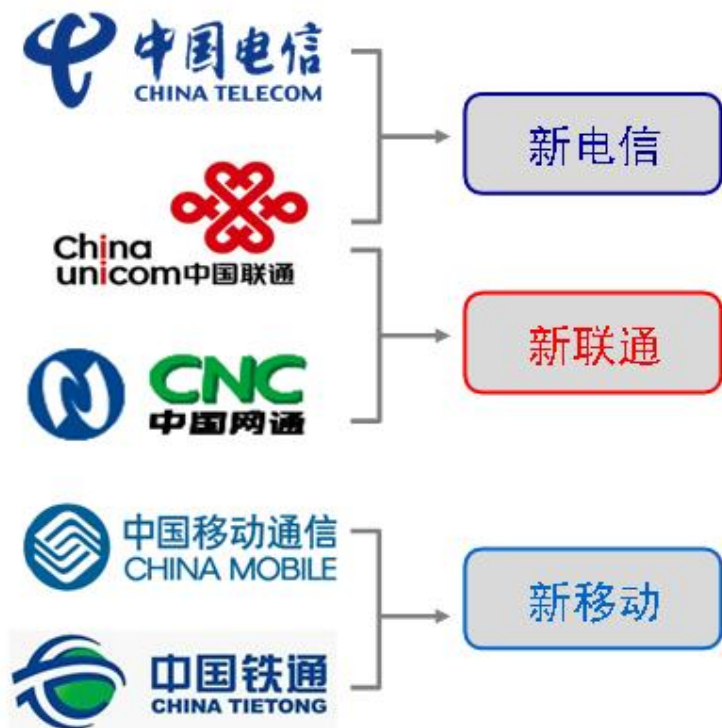 中国电信
CHINA TELECOM
新电信
China
unicom中国联通
新联通
CNC
中国网通
中国移动通信
CHINA MOBILE
新移动
中国铁通
CHINA TIETONG